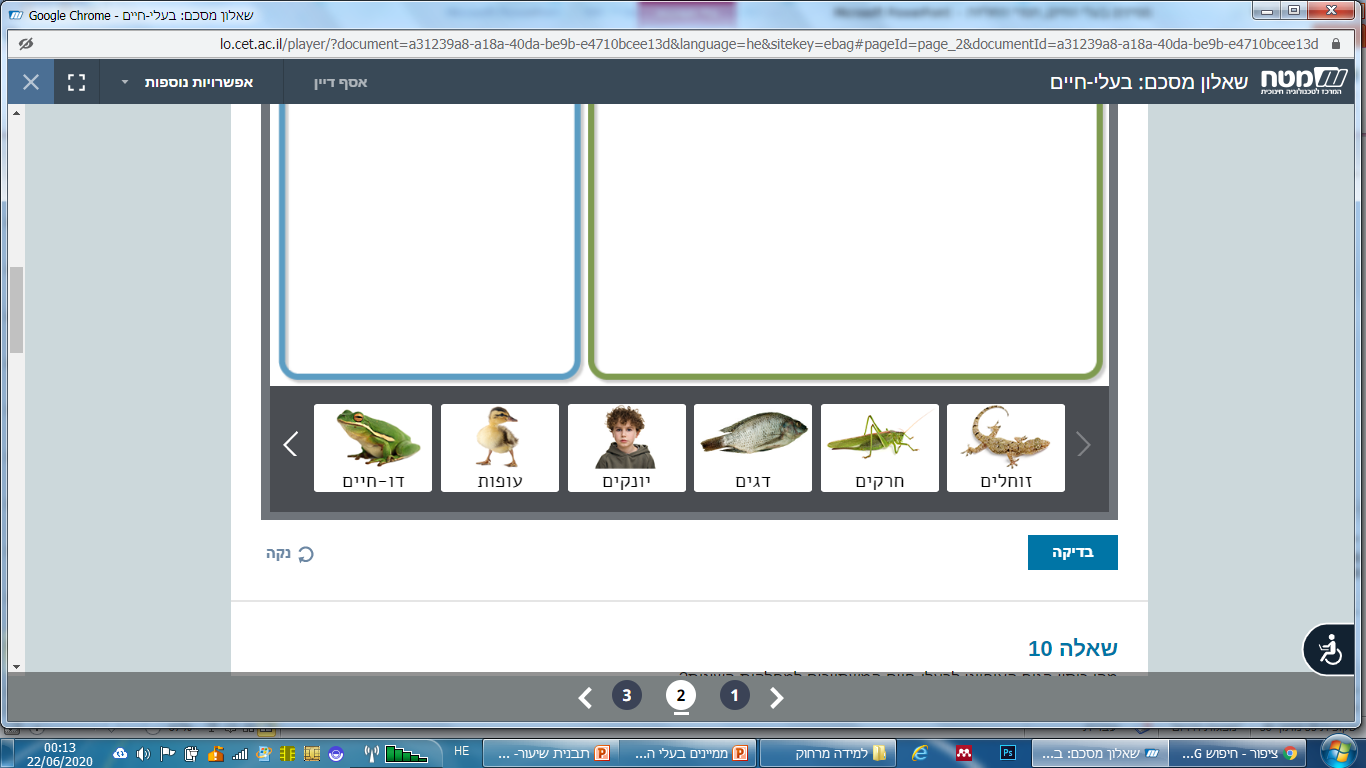 שאלון מסכם: בעלי-חיים - Google Chrome
lo.cet.ac.il/player/?document=a31239a8-a18a-40da-be9b-e4710bcee13d&language=he&sitekey=ebag#pageId=page_2&documentId=a31239a8-a18a-40da-be9b-e4710bcee13d
מטח
המרכז לטכנולוגיה חינוכית
שאלון מסכם: בעלי-חיים
אסף דיין
אפשרויות נוספות
זוחלים
חרקים
דגים
יונקים
עופות
דו-חיים
בדיקה
נקה
שאלה 10
1
2
3
ציפור - חיפוש G...
שאלון מסכם: ב...
Ps
למידה מרחוק
ממיינים בעלי ה...
תבנית שיעור- ...
HE
00:13
22/06/2020